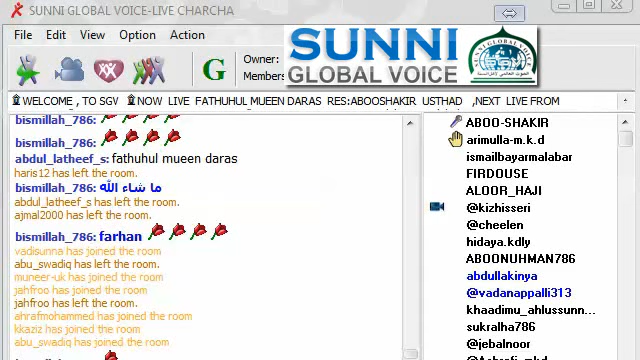 SUNNI GLOBAL VOICE-LIVE CHARCHA
File Edit View Option Action
SUNNI
GLOBAL VOICE
G
Owner:
Members
WELCOME , TO SGV NOW LIVE FATHUHUL MUEEN DARAS RES:ABOOSHAKIR USTHAD ,NEXT LIVE FROM
bismillah_786:
bismillah_786:
abdul_latheef_s: fathuhul mueen daras
haris12 has left the room.
bismillah_786: ما شاء الله
abdul_latheef_s has left the room.
ajmal2000 has left the room.
bismillah_786: farhan
vadisunna has joined the room
abu_swadiq has left the room.
muneer-uk has joined the room
jahfroo has joined the room
jahfroo has left the room.
ahrafmohammed has joined the room
kkaziz has joined the room
abu_swadiq has joined the room
bismillah_786:
ABOO-SHAKIR
arimulla-m.k.d
ismailbayarmalabar
FIRDOUSE
ALOOR_HAJI
@kizhisseri
@cheelen
hidaya.kdly
ABOONUHMAN786
abdullakinya
@vadanappalli313
khaadimu_ahlussunn...
sukralha786
@jebalnoor